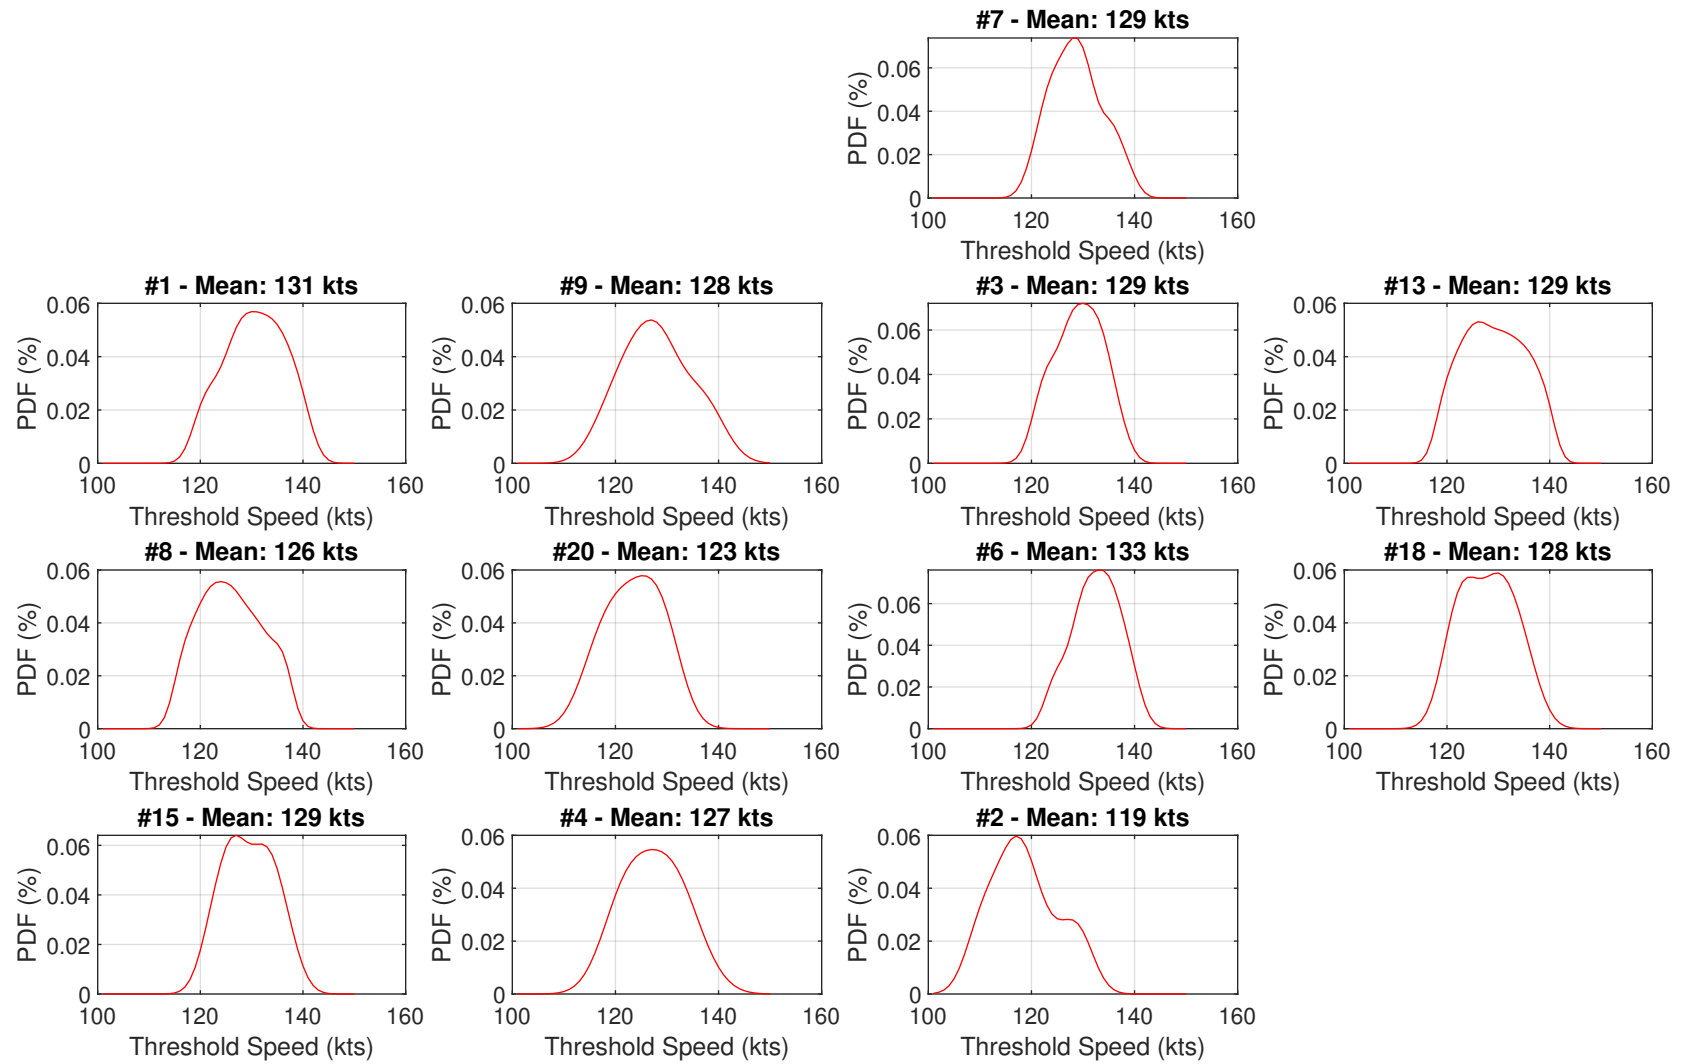 #7 - Mean: 129 kts
PDF (%)
0.06
0.04
0.02
0
100 120 140 160
Threshold Speed (kts)
#1 - Mean: 131 kts
PDF (%)
0.06
0.04
0.02
0
100 120 140 160
Threshold Speed (kts)
#9 - Mean: 128 kts
PDF (%)
0.06
0.04
0.02
0
100 120 140 160
Threshold Speed (kts)
#3 - Mean: 129 kts
PDF (%)
0.06
0.04
0.02
0
100 120 140 160
Threshold Speed (kts)
#13 - Mean: 129 kts
PDF (%)
0.06
0.04
0.02
0
100 120 140 160
Threshold Speed (kts)
#8 - Mean: 126 kts
PDF (%)
0.06
0.04
0.02
0
100 120 140 160
Threshold Speed (kts)
#20 - Mean: 123 kts
PDF (%)
0.06
0.04
0.02
0
100 120 140 160
Threshold Speed (kts)
#6 - Mean: 133 kts
PDF (%)
0.06
0.04
0.02
0
100 120 140 160
Threshold Speed (kts)
#18 - Mean: 128 kts
PDF (%)
0.06
0.04
0.02
0
100 120 140 160
Threshold Speed (kts)
#15 - Mean: 129 kts
PDF (%)
0.06
0.04
0.02
0
100 120 140 160
Threshold Speed (kts)
#4 - Mean: 127 kts
PDF (%)
0.06
0.04
0.02
0
100 120 140 160
Threshold Speed (kts)
#2 - Mean: 119 kts
PDF (%)
0.06
0.04
0.02
0
100 120 140 160
Threshold Speed (kts)